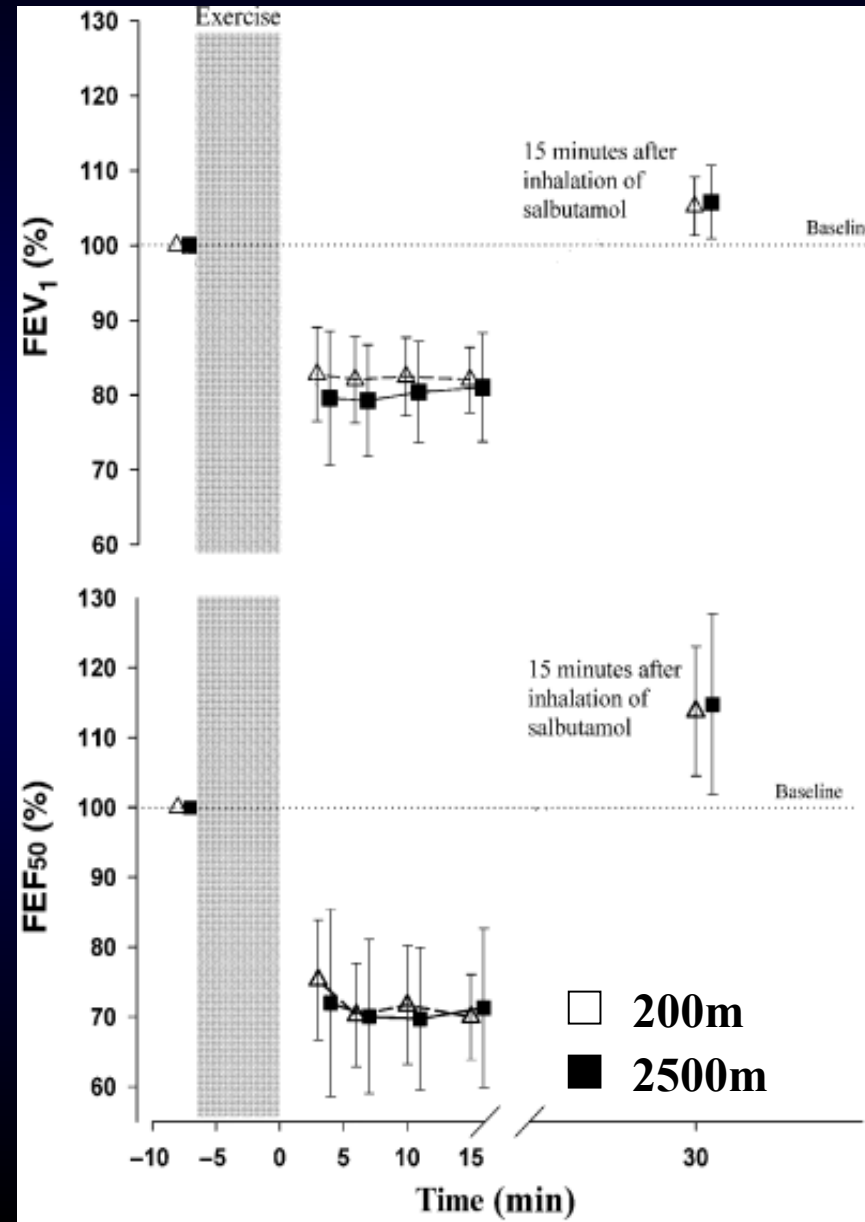 Exercise
130
120
110
100
90
80
70
60
FEV1 (%)
15 minutes after
inhalation of
salbutamol
Baselin
130
120
110
100
90
80
70
60
FEF50 (%)
15 minutes after
inhalation of
salbutamol
Baseline
200m
2500m
–10 –5 0 5 10 15 30
Time (min)